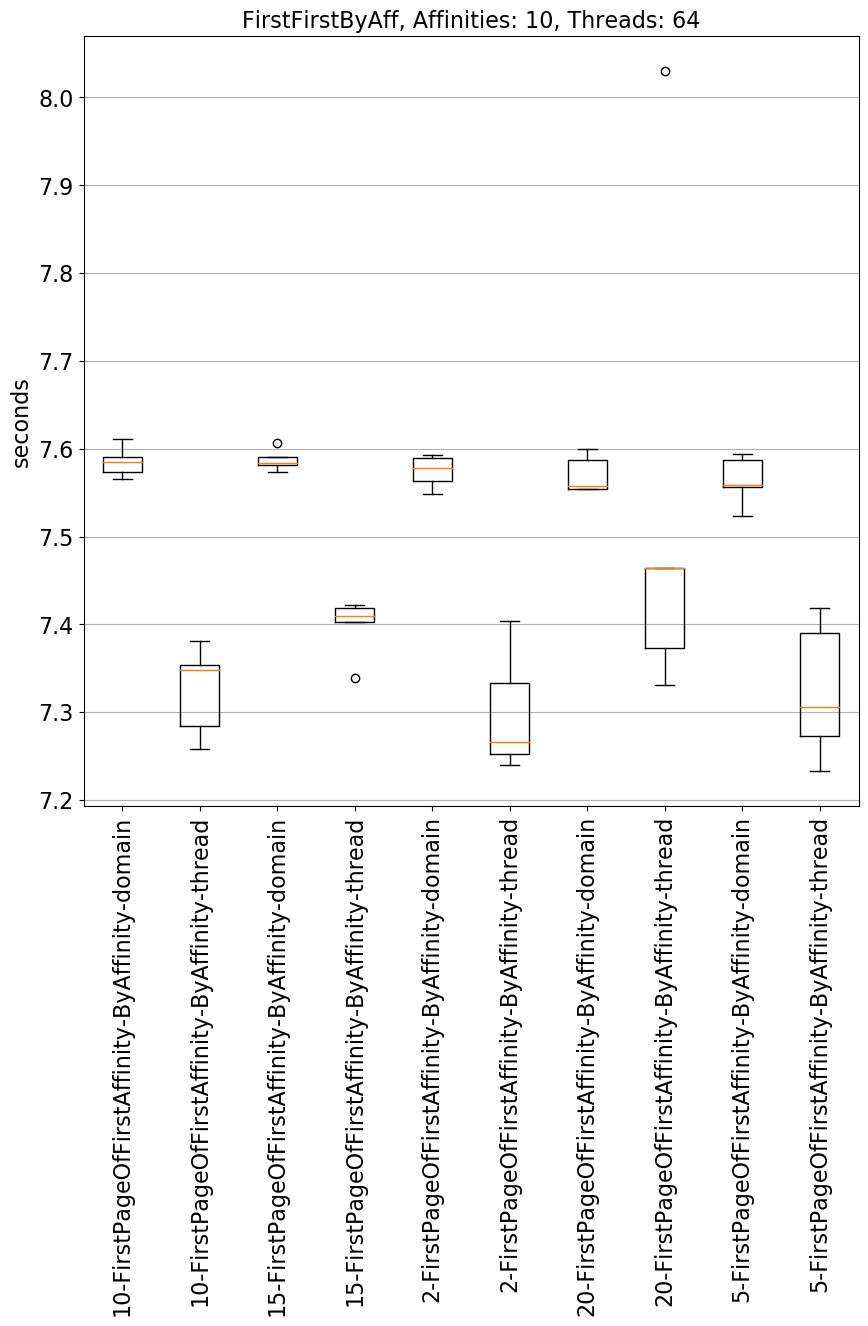 FirstFirstByAff, Affinities: 10, Threads: 64
8.0
7.9
7.8
7.7
7.6
7.5
7.4
7.3
7.2
seconds
10-FirstPageOfFirstAffinity-ByAffinity-domain
10-FirstPageOfFirstAffinity-ByAffinity-thread
15-FirstPageOfFirstAffinity-ByAffinity-domain
15-FirstPageOfFirstAffinity-ByAffinity-thread
2-FirstPageOfFirstAffinity-ByAffinity-domain
2-FirstPageOfFirstAffinity-ByAffinity-thread
20-FirstPageOfFirstAffinity-ByAffinity-domain
20-FirstPageOfFirstAffinity-ByAffinity-thread
5-FirstPageOfFirstAffinity-ByAffinity-domain
5-FirstPageOfFirstAffinity-ByAffinity-thread